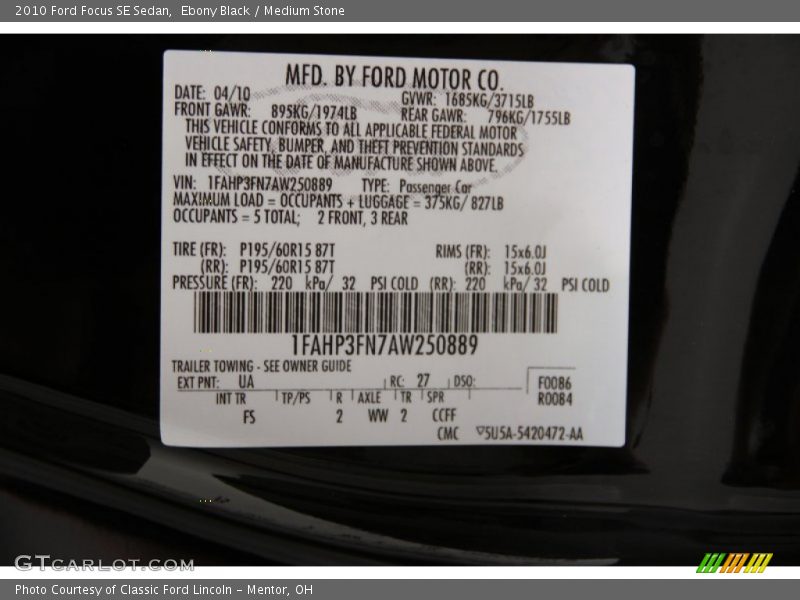 2010 Ford Focus SE Sedan,  Ebony Black / Medium Stone
MFD. BY FORD MOTOR CO.
DATE: 04/10 GVWR: 1685KG/3715LB
FRONT GAWR: 895KG/1974LB REAR GAWR: 796KG/1755LB
THIS VEHICLE CONFORMS TO ALL APPLICABLE FEDERAL MOTOR
VEHICLE SAFETY, BUMPER, AND THEFT PREVENTION STANDARDS
IN EFFECT ON THE DATE OF MANUFACTURE SHOWN ABOVE.
VIN: 1FAHP3FN7AW250889 TYPE: Passenger Car
MAXIMUM LOAD = OCCUPANTS + LUGGAGE = 375KG/ 827LB
OCCUPANTS = 5 TOTAL; 2 FRONT, 3 REAR
TIRE (FR): P195/60R15 87T RIMS (FR): 15x6.0J
(RR): P195/60R15 87T (RR): 15x6.0J
PRESSURE (FR): 220 kPa/ 32 PSI COLD (RR): 220 kPa/ 32 PSI COLD
1FAHP3FN7AW250889
TRAILER TOWING - SEE OWNER GUIDE
EXT PNT: UA RC: 27 DSO: F0086
INT TR TP/PS R AXLE TR SPR R0084
FS 2 WW 2 CCFF
CMC ▽5U5A-5420472-AA
GTCARLOT.COM
Photo Courtesy of Classic Ford Lincoln – Mentor, OH